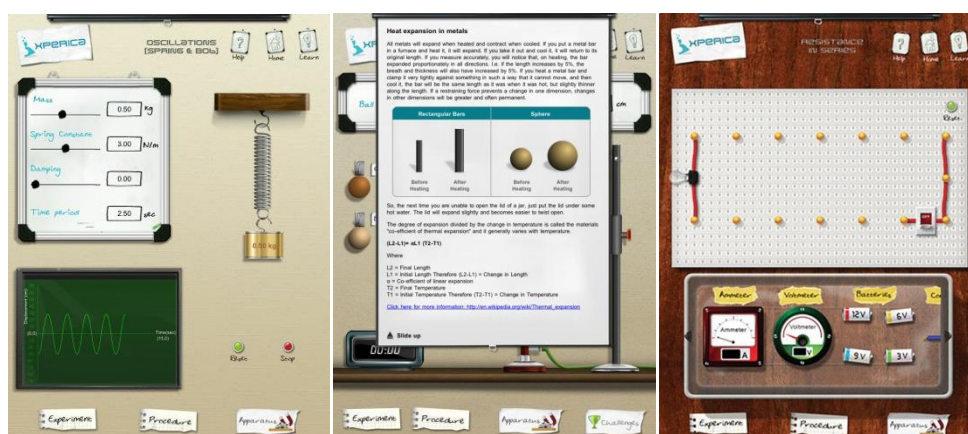 XPERICA
OSCILLATIONS
[SPRING & BOB]
Help
Home
Learn
Mass
0.50 Kg
Spring Constant
3.00 N/m
Damping
0.00
Time period
2.50 sec
0.50 kg
Displacement (cm)
(0,0)
Time(sec)
(15,0)
Reset
Stop
Experiment
Procedure
Apparatus
Heat expansion in metals
All metals will expand when heated and contract when cooled. If you put a metal bar
in a furnace and heat it, it will expand. If you take it out and cool it, it will return to its
original length. If you measure accurately, you will notice that, on heating, the bar
expanded proportionately in all directions. i.e. if the length increases by 5%, the
breath and thickness will also have increased by 5%. If you heat a metal bar and
clamp it very tightly against something in such a way that it cannot move, and then
cool it, the bar will be the same length as it was when it was hot, but slightly thinner
along the length. If a restraining force prevents a change in one dimension, changes
in other dimensions will be greater and often permanent.
Rectangular Bars
Sphere
Before
Heating
After
Heating
Before
Heating
After
Heating
So, the next time you are unable to open the lid of a jar, just put the lid under some
hot water. The lid will expand slightly and becomes easier to twist open.
The degree of expansion divided by the change in temperature is called the materials
"co-efficient of thermal expansion" and it generally varies with temperature.
(L2-L1)= αL1 (T2-T1)
Where
L2 = Final Length
L1 = Initial Length Therefore (L2-L1) = Change in Length
α = Co-efficient of linear expansion
T2 = Final Temperature
T1 = Initial Temperature Therefore (T2-T1) = Change in Temperature
Click here for more information: http://en.wikipedia.org/wiki/Thermal_expansion
Slide up
Learn
Ball
cm
00:00
Experiment
Procedure
Apparatus
Challenges
XPERICA
RESISTANCE
IN SERIES
Help
Home
Learn
Reset
OFF
Ammeter
Voltmeter
Batteries
Co
Ammeter
A
Voltmeter
V
12V
6V
9V
3V
Experiment
Procedure
Apparatus